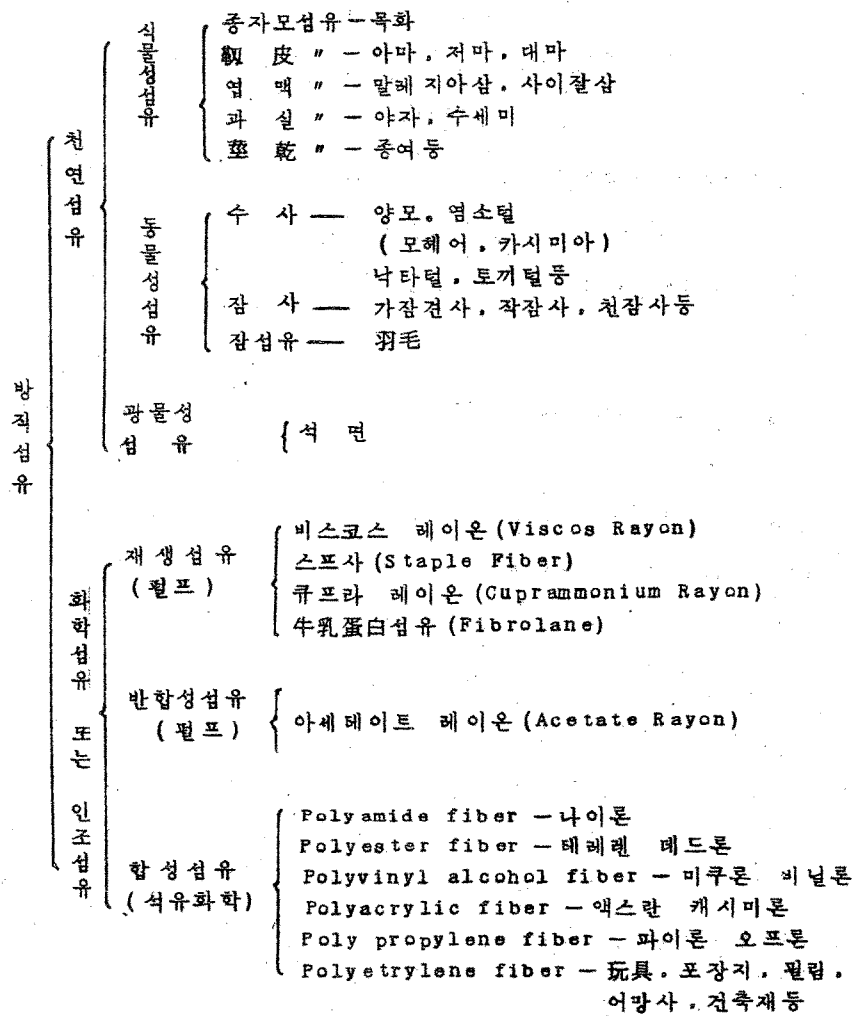 방직섬유
천연섬유
식물성섬유
종자모섬유 — 목화
靱皮 〃 — 아마. 저마. 대마
엽맥 〃 — 말레지아삼. 사이잘삼
과실 〃 — 야자. 수세미
莖乾 〃 — 종여등
동물성섬유
수사 — 양모。염소털
(모헤어. 카시미아)
낙타털. 토끼털등
잠사 — 가잠견사. 작잠사. 천잠사등
잠섬유 — 羽毛
광물성
섬유
석면
화학섬유 또는 인조섬유
재생섬유
(펄프)
비스코스 레이온 (Viscos Rayon)
스프사 (Staple Fiber)
큐프라 레이온 (Cuprammonium Rayon)
牛乳蛋白섬유 (Fibrolane)
반합성섬유
(펄프)
아세테이트 레이온 (Acetate Rayon)
합성섬유
(석유화학)
Polyamide fiber — 나이론
Polyester fiber — 테레렌 데드론
Polyvinyl alcohol fiber — 미쿠론 비닐론
Polyacrylic fiber — 액스란 캐시미론
Poly propylene fiber — 파이론 오프론
Polyetrylene fiber — 玩具. 포장지. 필림.
어망사. 건축재등